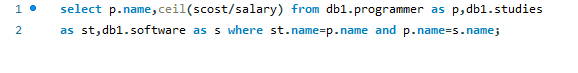 1 select p.name,ceil(scost/salary) from db1.programmer as p,db1.studies
2 as st,db1.software as s where st.name=p.name and p.name=s.name;